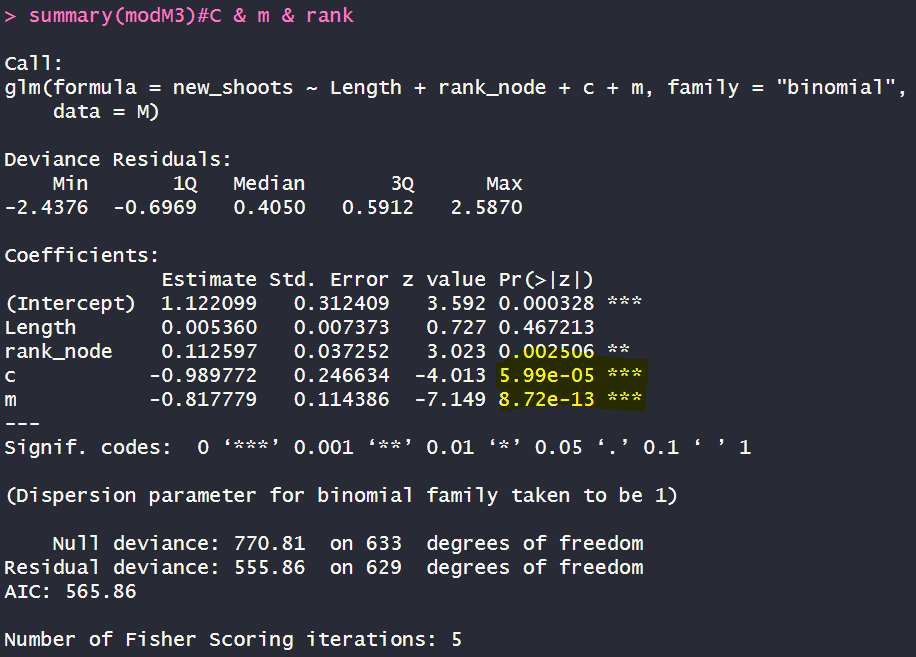 > summary(modM3)#C & m & rank
Call:
glm(formula = new_shoots ~ Length + rank_node + c + m, family = "binomial",
    data = M)
Deviance Residuals:
    Min       1Q   Median       3Q      Max
-2.4376  -0.6969   0.4050   0.5912   2.5870
Coefficients:
             Estimate Std. Error z value Pr(>|z|)
(Intercept)  1.122099   0.312409   3.592 0.000328 ***
Length       0.005360   0.007373   0.727 0.467213
rank_node    0.112597   0.037252   3.023 0.002506 **
c           -0.989772   0.246634  -4.013 5.99e-05 ***
m           -0.817779   0.114386  -7.149 8.72e-13 ***
---
Signif. codes:  0 ‘***’ 0.001 ‘**’ 0.01 ‘*’ 0.05 ‘.’ 0.1 ‘ ’ 1
(Dispersion parameter for binomial family taken to be 1)
    Null deviance: 770.81  on 633  degrees of freedom
Residual deviance: 555.86  on 629  degrees of freedom
AIC: 565.86
Number of Fisher Scoring iterations: 5